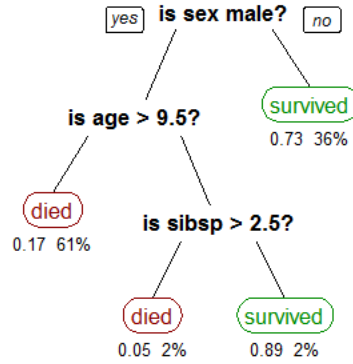 yes is sex male? no
is age > 9.5?
survived
0.73 36%
died
0.17 61%
is sibsp > 2.5?
died survived
0.05 2% 0.89 2%